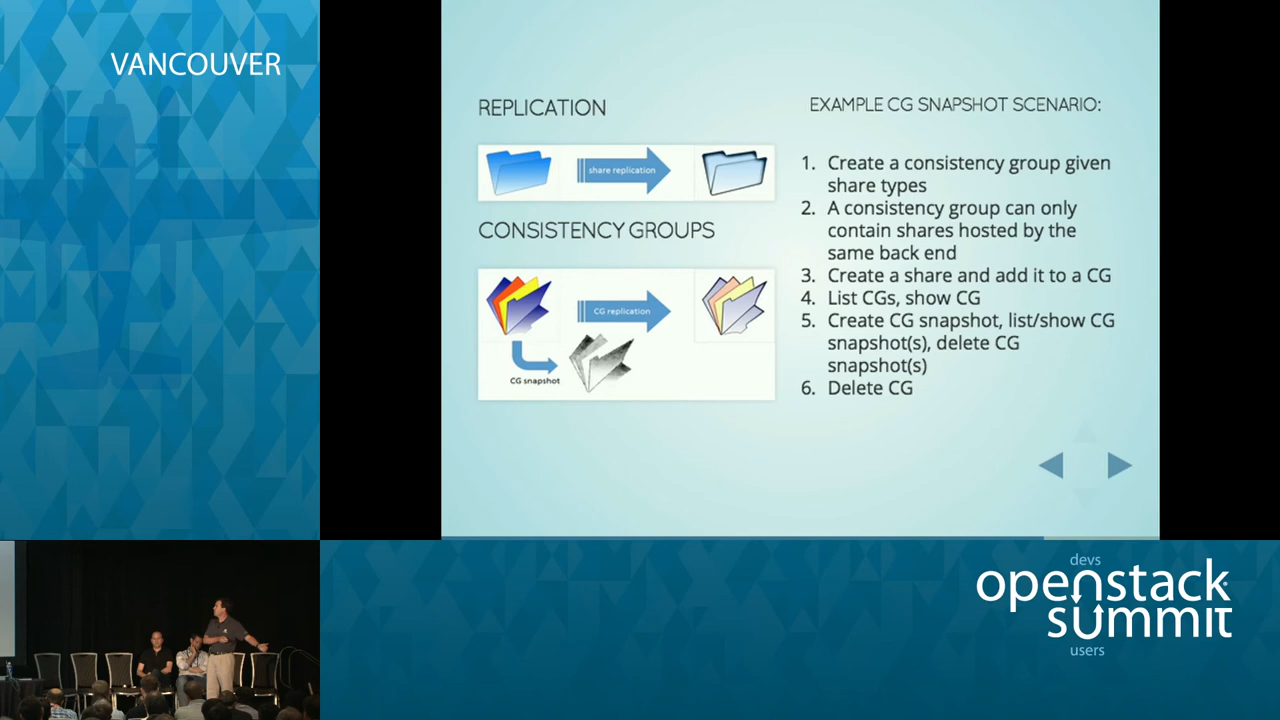 VANCOUVER
REPLICATION
share replication
CONSISTENCY GROUPS
CG replication
CG snapshot
EXAMPLE CG SNAPSHOT SCENARIO:
1. Create a consistency group given
share types
2. A consistency group can only
contain shares hosted by the
same back end
3. Create a share and add it to a CG
4. List CGs, show CG
5. Create CG snapshot, list/show CG
snapshot(s), delete CG
snapshot(s)
6. Delete CG
devs
openstack
summit
users